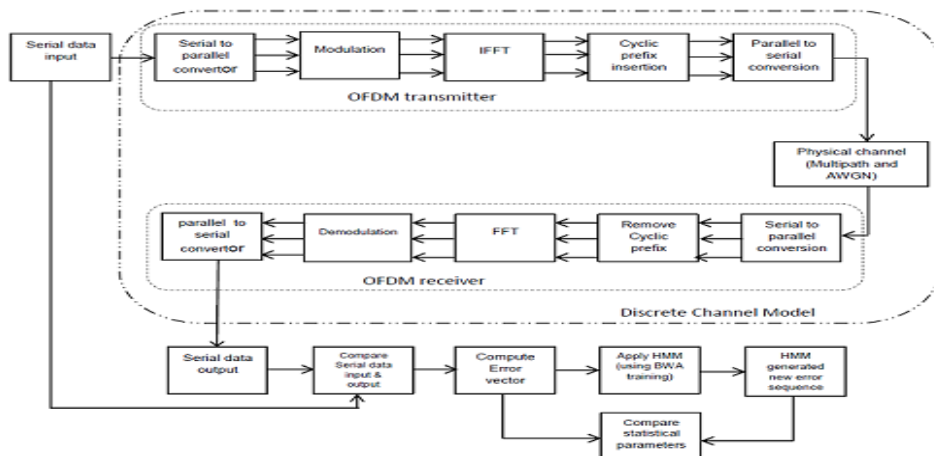 Serial data
input
Serial to
parallel
convertor
Modulation
IFFT
Cyclic
prefix
insertion
Parallel to
serial
conversion
OFDM transmitter
Physical channel
(Multipath and
AWGN)
parallel to
serial
convertor
Demodulation
FFT
Remove
Cyclic
prefix
Serial to
parallel
conversion
OFDM receiver
Discrete Channel Model
Serial data
output
Compare
Serial data
input &
output
Compute
Error
vector
Apply HMM
(using BWA
training)
HMM
generated
new error
sequence
Compare
statistical
parameters